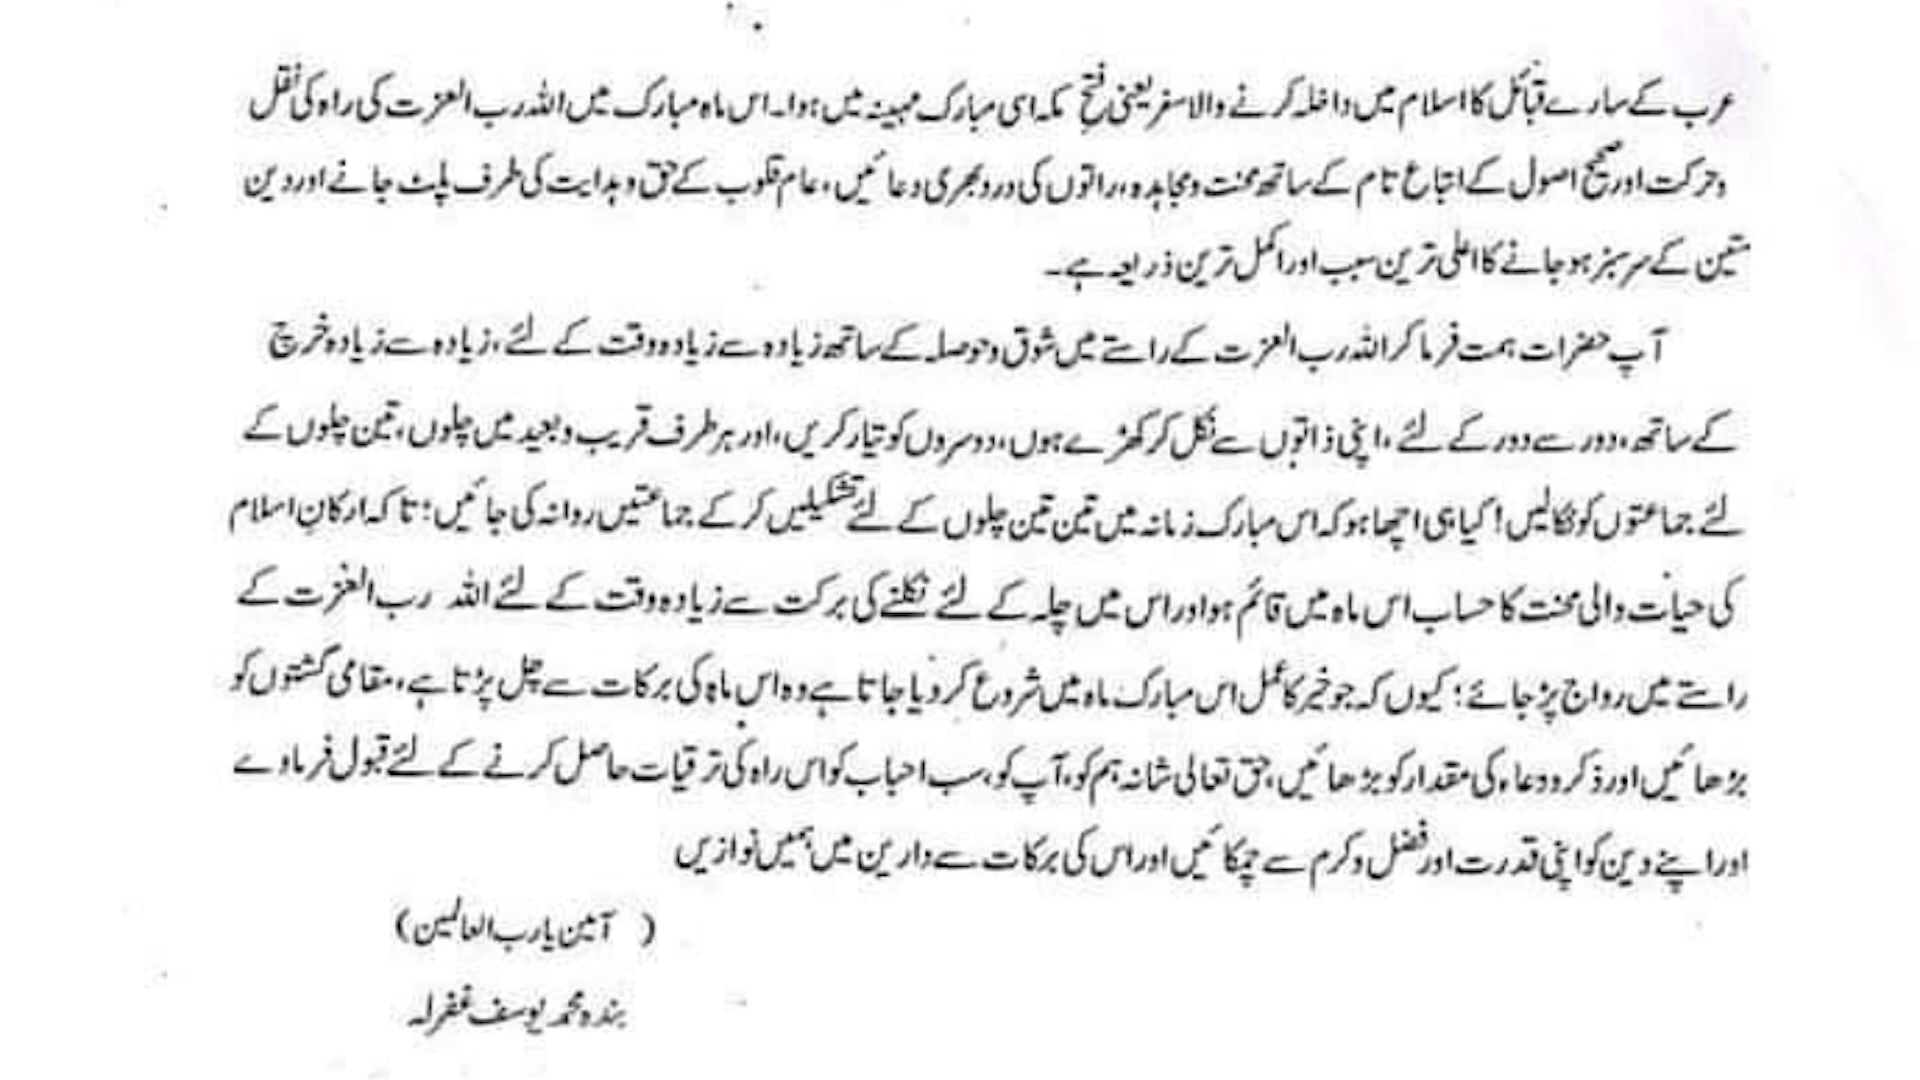 عرب کے سارے قبائل کا اسلام میں داخلہ کرنے والا سفر یعنی فتحِ مکہ اسی مبارک مہینہ میں ہوا۔ اس ماہ مبارک میں اللہ رب العزت کی راہ کی نقل
وحرکت اور صحیح اصول کے اتباع تام کے ساتھ محنت ومجاہدہ، راتوں کی درد بھری دعائیں، عام قلوب کے حق وہدایت کی طرف پلٹ جانے اور دین
متین کے سرسبز ہو جانے کا اعلی ترین سبب اور اکمل ترین ذریعہ ہے۔
آپ حضرات ہمت فرما کر اللہ رب العزت کے راستے میں شوق وحوصلہ کے ساتھ زیادہ سے زیادہ وقت کے لئے، زیادہ سے زیادہ خرچ
کے ساتھ، دور سے دور کے لئے، اپنی ذاتوں سے نکل کر کھڑے ہوں، دوسروں کو تیار کریں، اور ہر طرف قریب و بعید میں چلوں، تین چلوں کے
لئے جماعتوں کو نکالیں! کیا ہی اچھا ہو کہ اس مبارک زمانہ میں تین تین چلوں کے لئے تشکیلیں کر کے جماعتیں روانہ کی جائیں؛ تاکہ ارکانِ اسلام
کی حیات والی محنت کا حساب اس ماہ میں قائم ہو اور اس میں چلہ کے لئے نکلنے کی برکت سے زیادہ وقت کے لئے اللہ رب العزت کے
راستے میں رواج پڑ جائے؛ کیوں کہ جو خیر کا عمل اس مبارک ماہ میں شروع کر دیا جاتا ہے وہ اس ماہ کی برکات سے چل پڑتا ہے، مقامی گشتوں کو
بڑھائیں اور ذکر ودعاء کی مقدار کو بڑھائیں، حق تعالی شانہ ہم کو، آپ کو، سب احباب کو اس راہ کی ترقیات حاصل کرنے کے لئے قبول فرماوے
اور اپنے دین کو اپنی قدرت اور فضل وکرم سے چمکائیں اور اس کی برکات سے دارین میں ہمیں نوازیں
( آمین یارب العالمین)
بندہ محمد یوسف غفرلہ